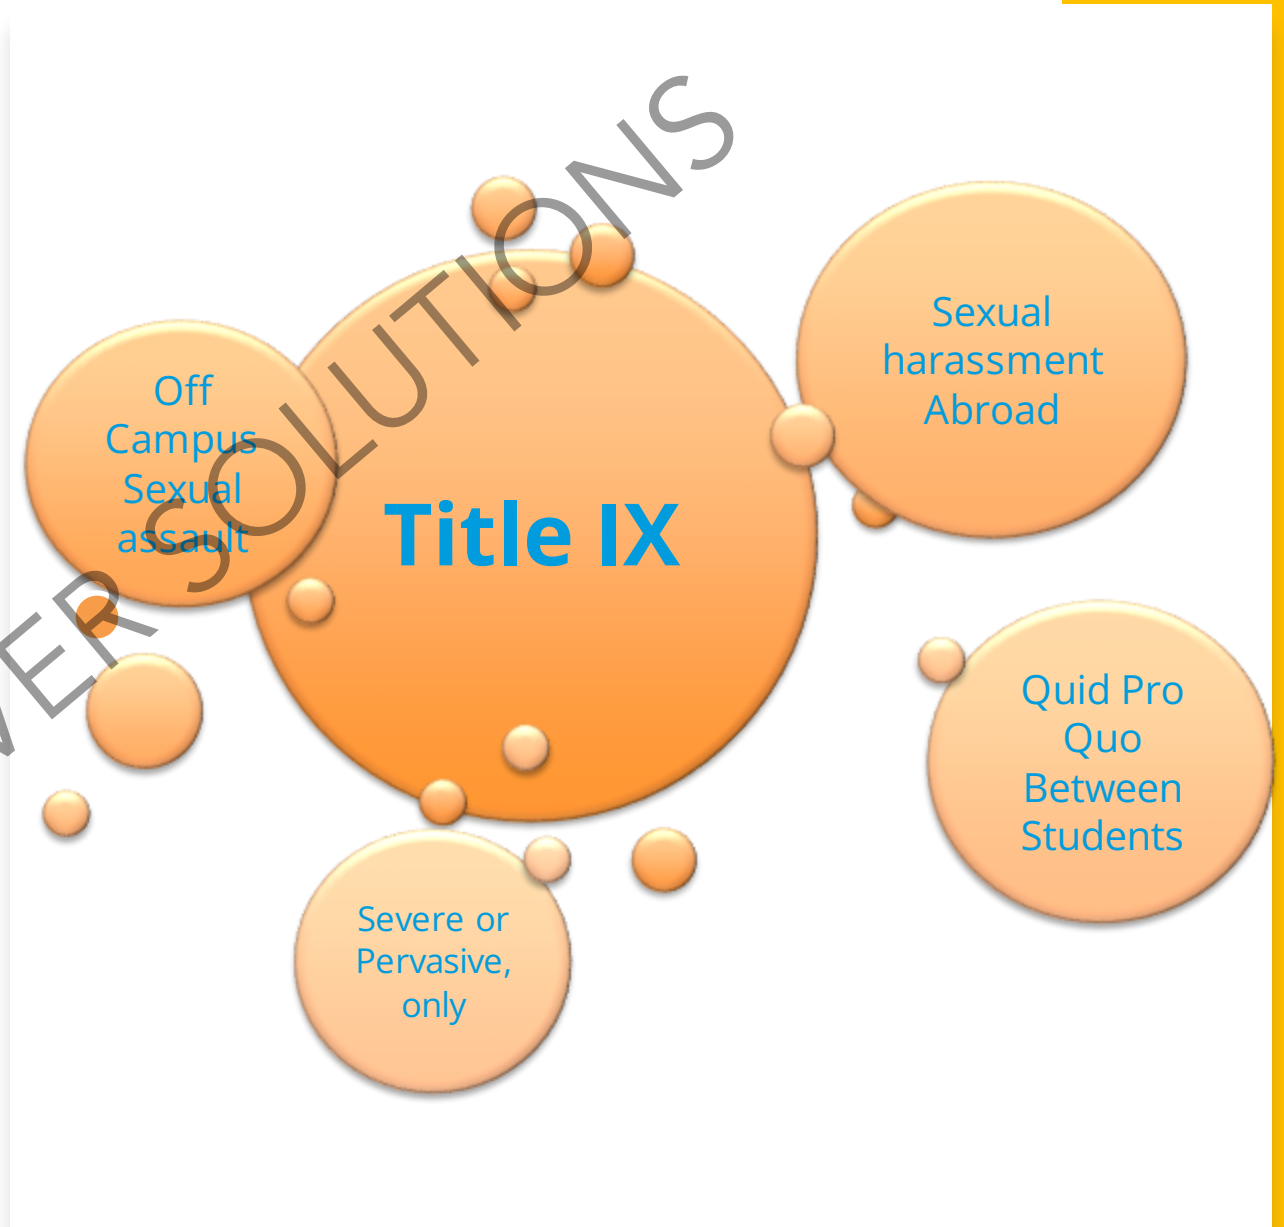 Title IX
Off
Campus
Sexual
assault
Sexual
harassment
Abroad
Quid Pro
Quo
Between
Students
Severe or
Pervasive,
only
SOLUTIONS